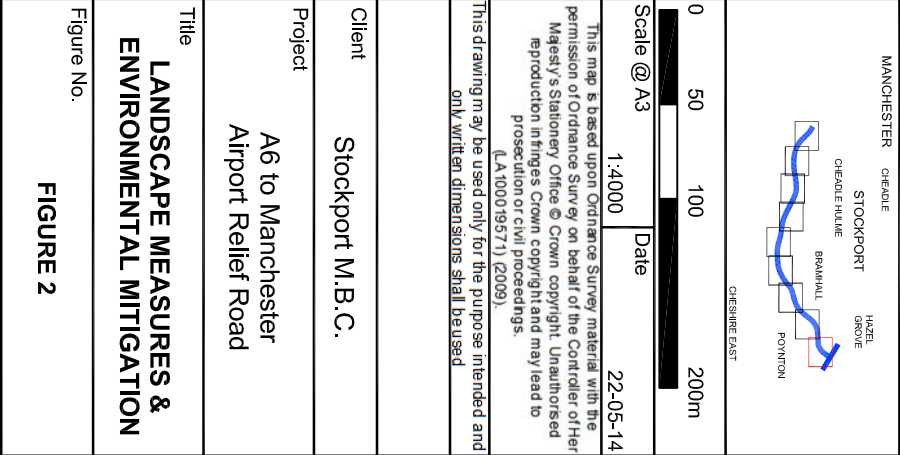 MANCHESTER
CHEADLE
STOCKPORT
HAZEL
GROVE
CHEADLE HULME
BRAMHALL
POYNTON
CHESHIRE EAST
0 50 100 200m
Scale @ A3
1:4000
Date
22-05-14
This map is based upon Ordnance Survey material with the
permission of Ordnance Survey on behalf of the Controller of Her
Majesty's Stationery Office © Crown copyright. Unauthorised
reproduction infringes Crown copyright and may lead to
prosecution or civil proceedings.
(LA100019571) (2009).
This drawing may be used only for the purpose intended and
only written dimensions shall be used
Client
Stockport M.B.C.
Project
A6 to Manchester
Airport Relief Road
Title
LANDSCAPE MEASURES &
ENVIRONMENTAL MITIGATION
Figure No.
FIGURE 2